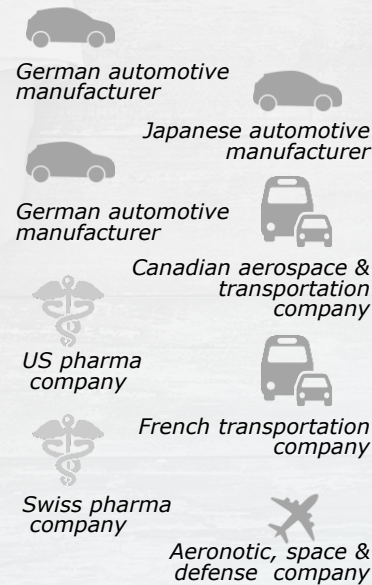 German automotive
manufacturer
Japanese automotive
manufacturer
German automotive
manufacturer
Canadian aerospace &
transportation
company
US pharma
company
French transportation
company
Swiss pharma
company
Aeronotic, space &
defense company